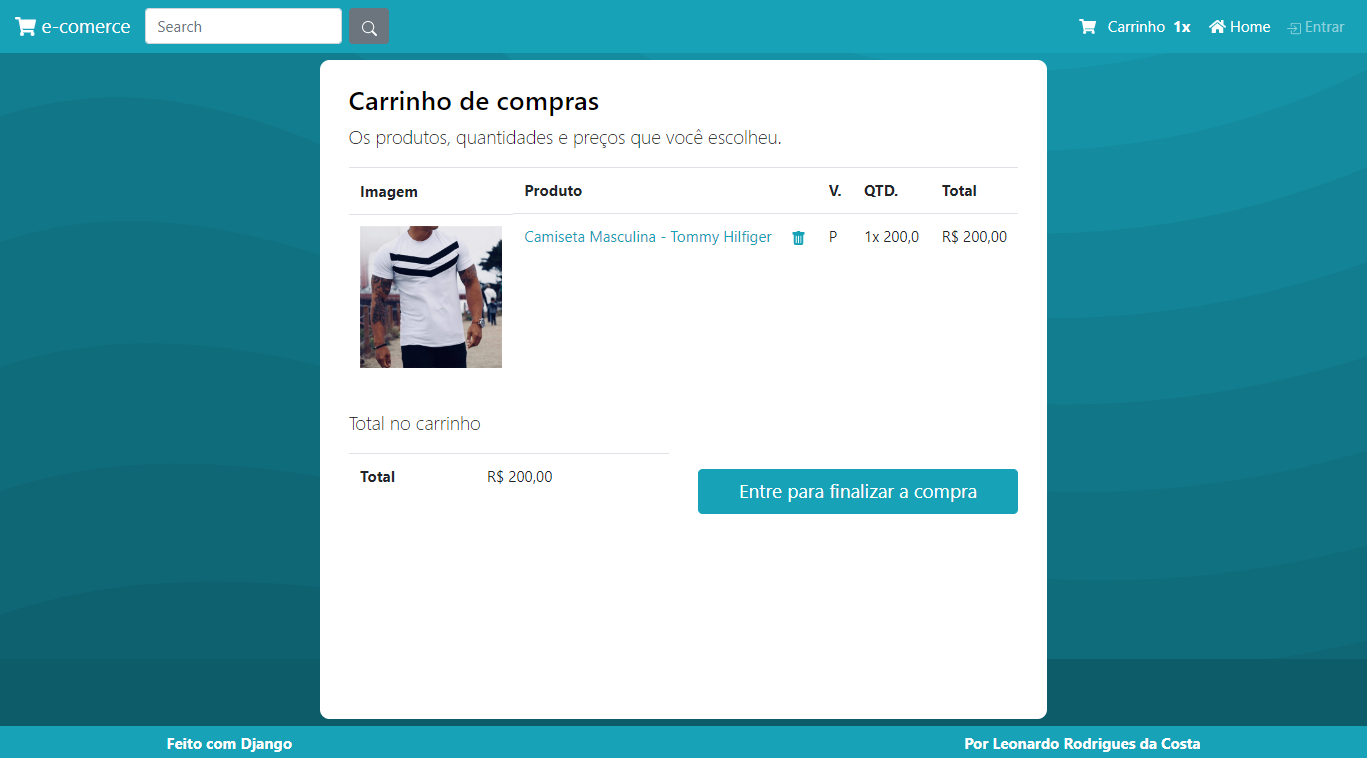 e-comerce Search Carrinho 1x Home Entrar
Carrinho de compras
Os produtos, quantidades e preços que você escolheu.
Imagem Produto V. QTD. Total
Camiseta Masculina - Tommy Hilfiger P 1x 200,0 R$ 200,00
Total no carrinho
Total R$ 200,00
Entre para finalizar a compra
Feito com Django Por Leonardo Rodrigues da Costa